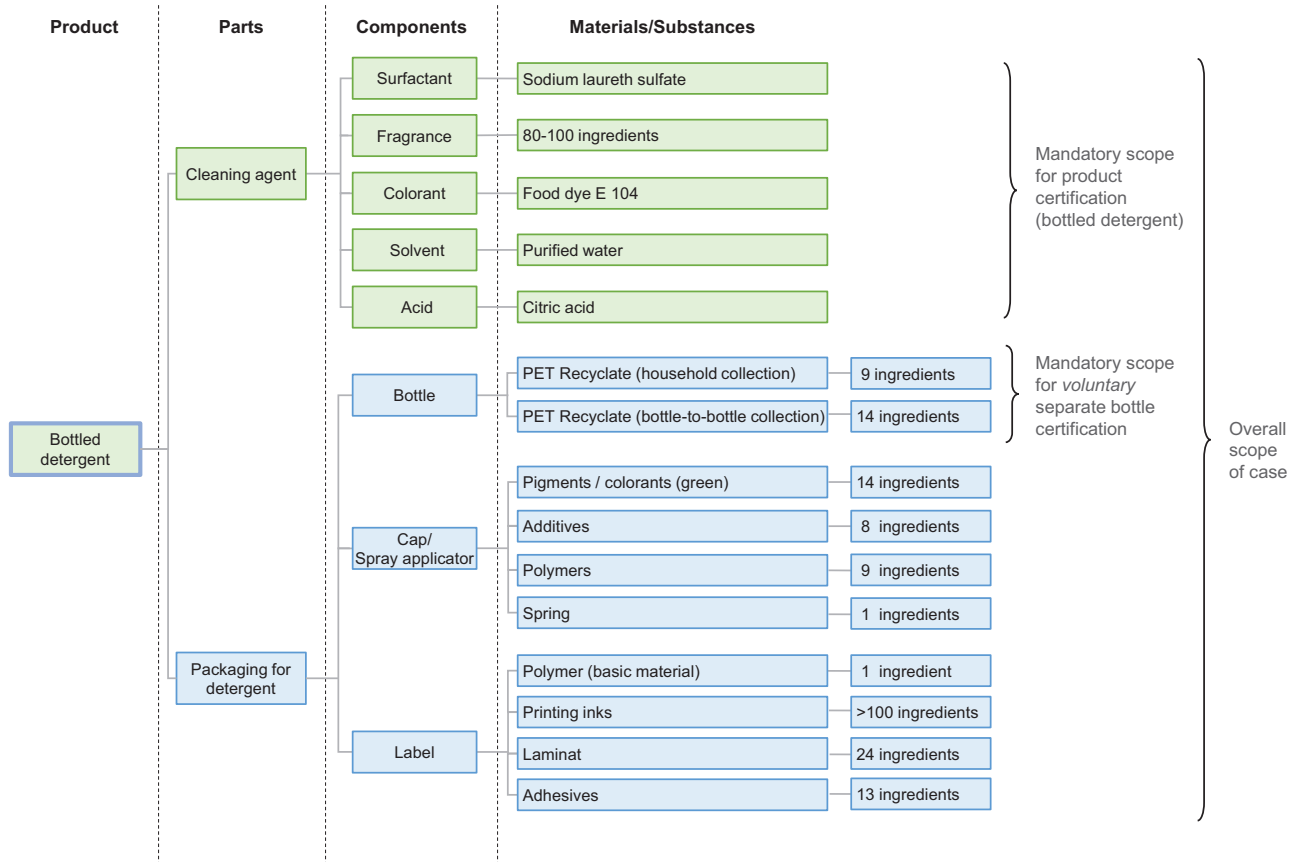 Product
Parts
Components
Materials/Substances
Surfactant
Sodium laureth sulfate
Fragrance
80-100 ingredients
Cleaning agent
Colorant
Food dye E 104
Solvent
Purified water
Acid
Citric acid
Mandatory scope
for product
certification
(bottled detergent)
Bottled
detergent
Bottle
PET Recyclate (household collection)
9 ingredients
PET Recyclate (bottle-to-bottle collection)
14 ingredients
Mandatory scope
for voluntary
separate bottle
certification
Overall
scope
of case
Cap/
Spray applicator
Pigments / colorants (green)
14 ingredients
Additives
8 ingredients
Polymers
9 ingredients
Spring
1 ingredients
Packaging for
detergent
Label
Polymer (basic material)
1 ingredient
Printing inks
>100 ingredients
Laminat
24 ingredients
Adhesives
13 ingredients